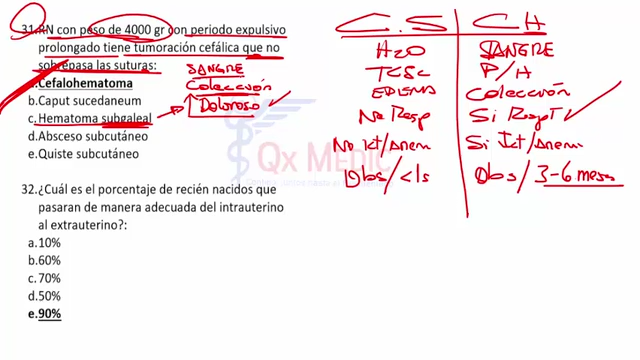 31.RN con peso de 4000 gr con periodo expulsivo
prolongado tiene tumoración cefálica que no
sobrepasa las suturas:
Cefalohematoma
b.Caput sucedaneum
c.Hematoma subgaleal
d.Absceso subcutáneo
e.Quiste subcutáneo
SANGRE
Colección
Doloroso
32.¿Cuál es el porcentaje de recién nacidos que
pasaran de manera adecuada del intrauterino
al extrauterino?:
a.10%
b.60%
c.70%
d.50%
e.90%
C.S CH
H2O SANGRE
TCSC P/H
EDEMA Colección
No Resp Si RespT
No Ict/Anem Si Ict/Anem
Obs/<1s Obs/3-6 meses
Qx MEDIC